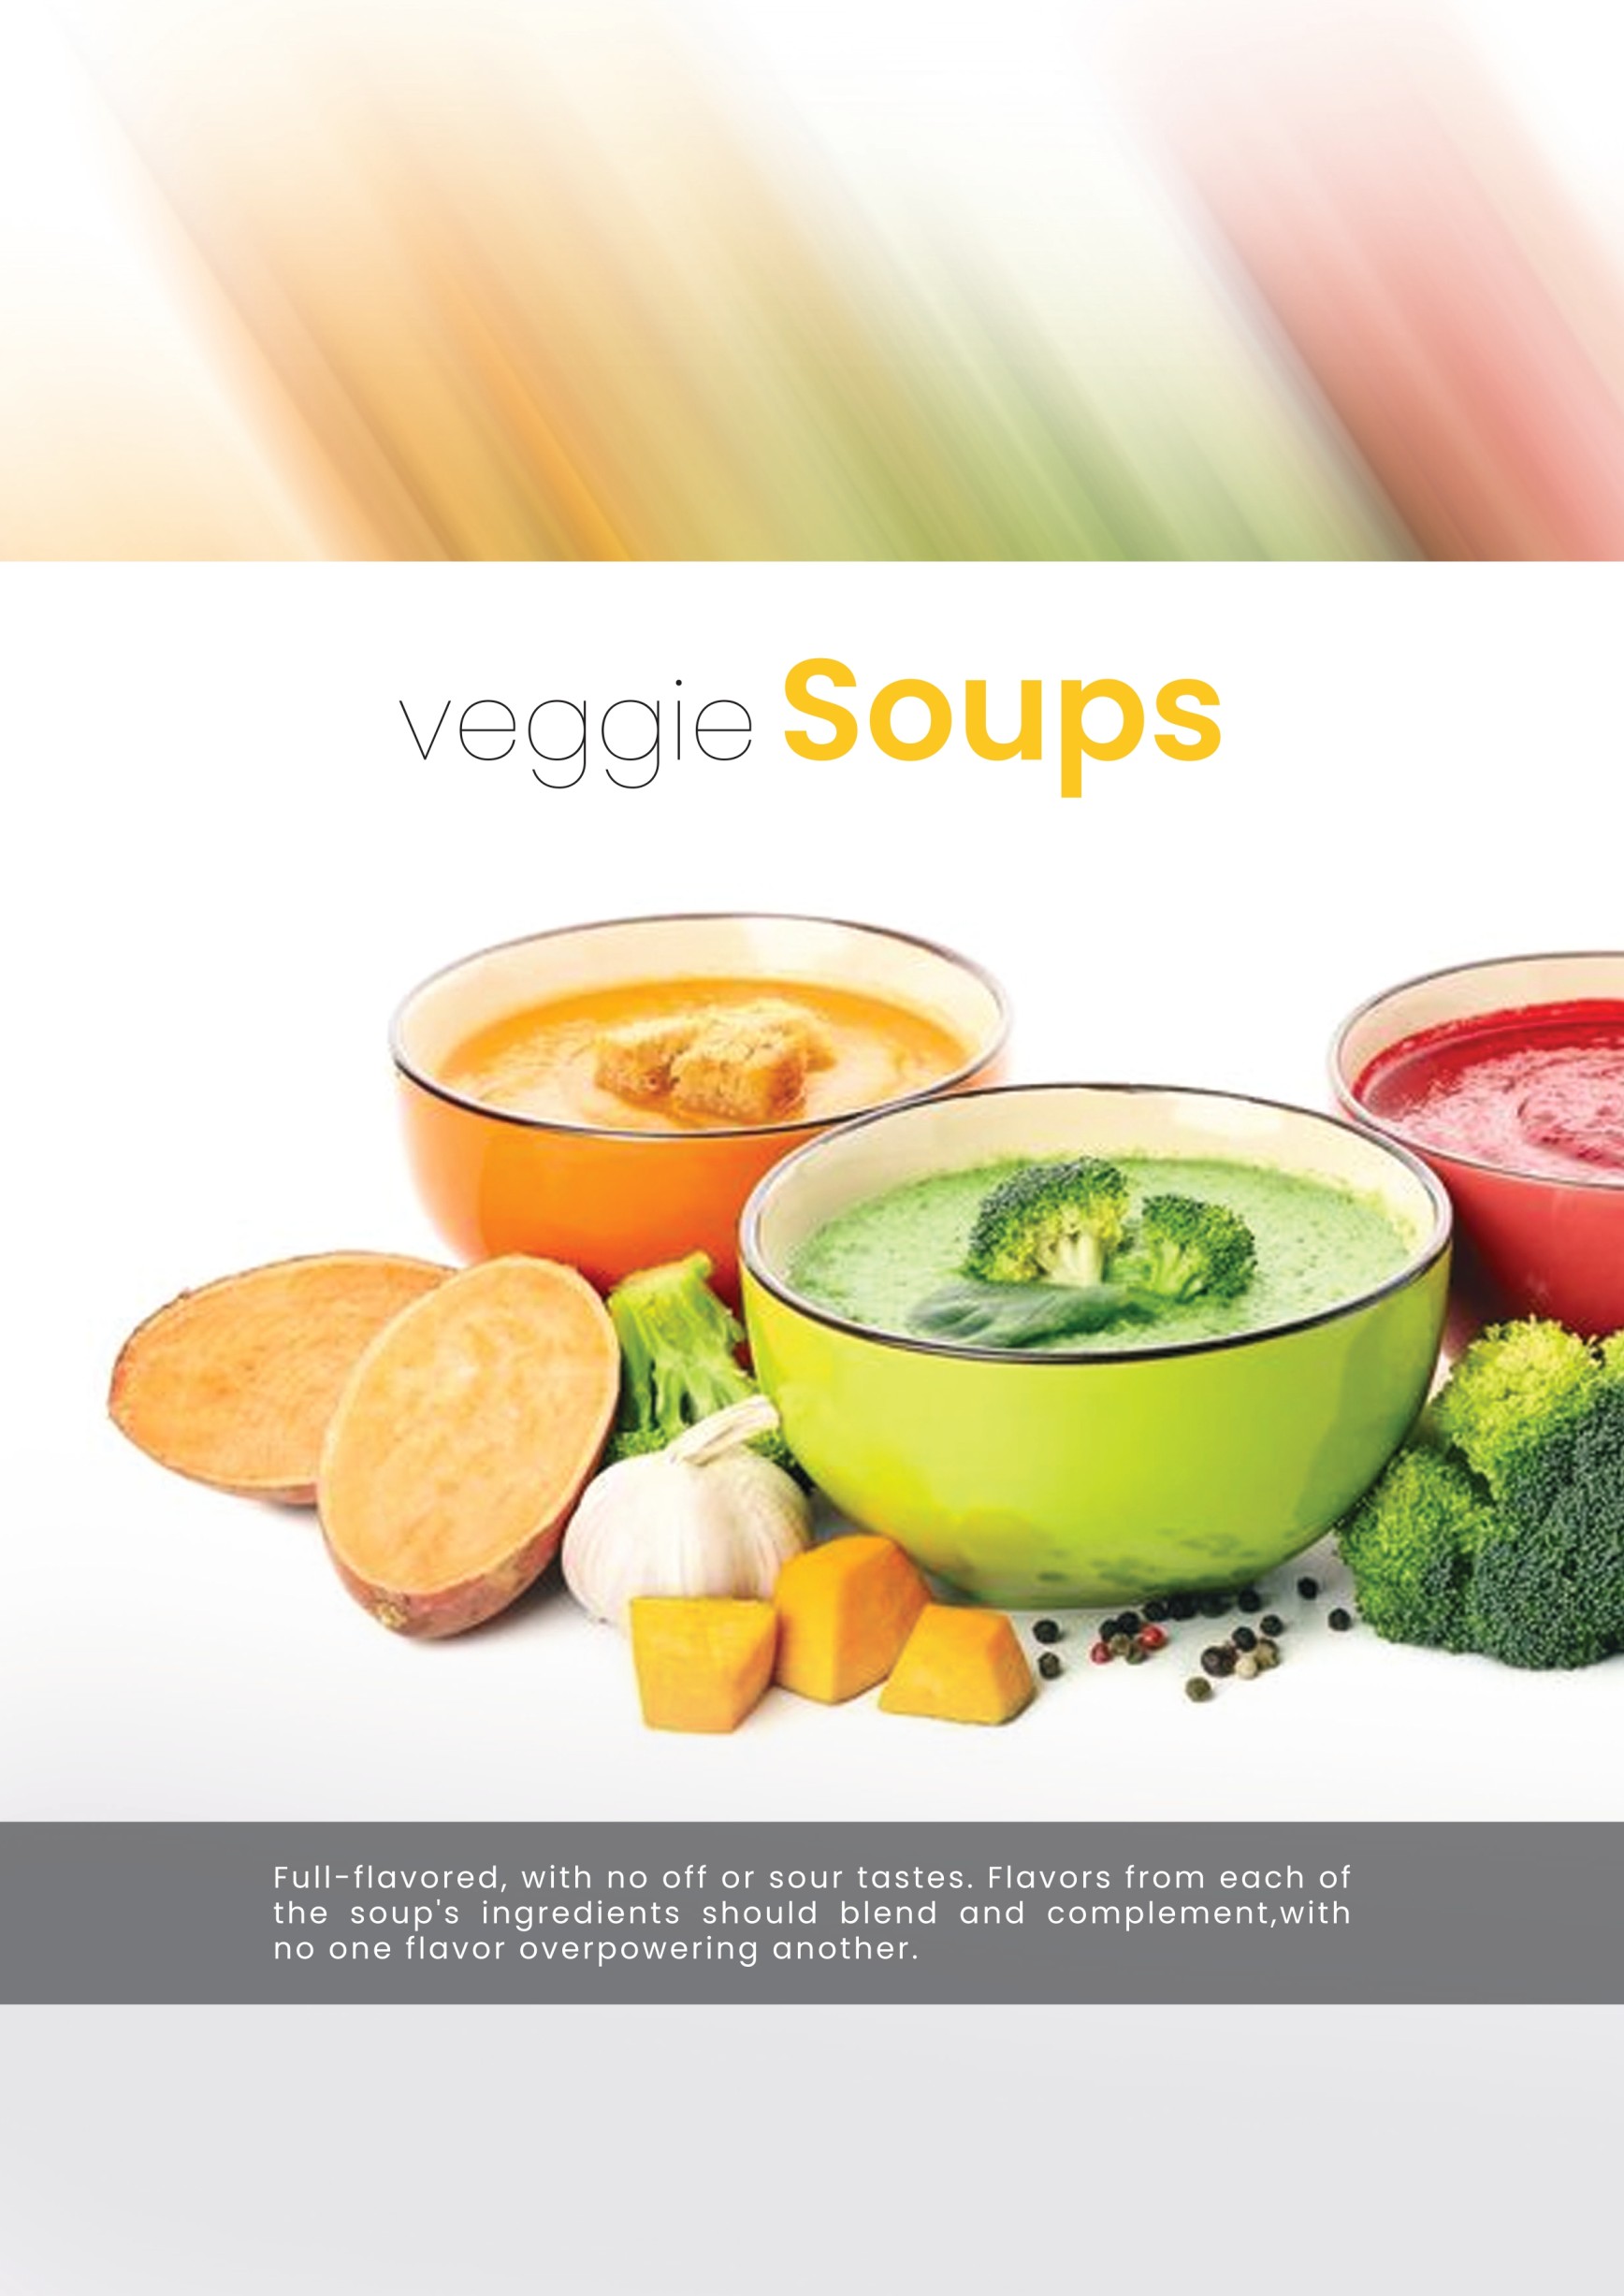 veggie Soups
Full-flavored, with no off or sour tastes. Flavors from each of
the soup's ingredients should blend and complement,with
no one flavor overpowering another.